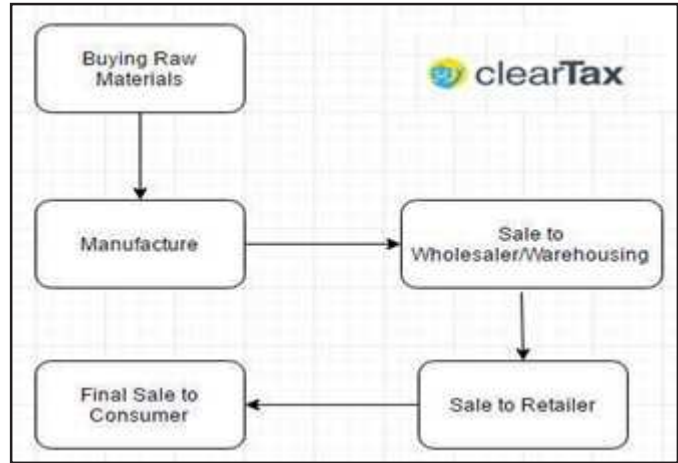 Buying Raw
Materials
clearTax
Manufacture
Sale to
Wholesaler/Warehousing
Final Sale to
Consumer
Sale to Retailer